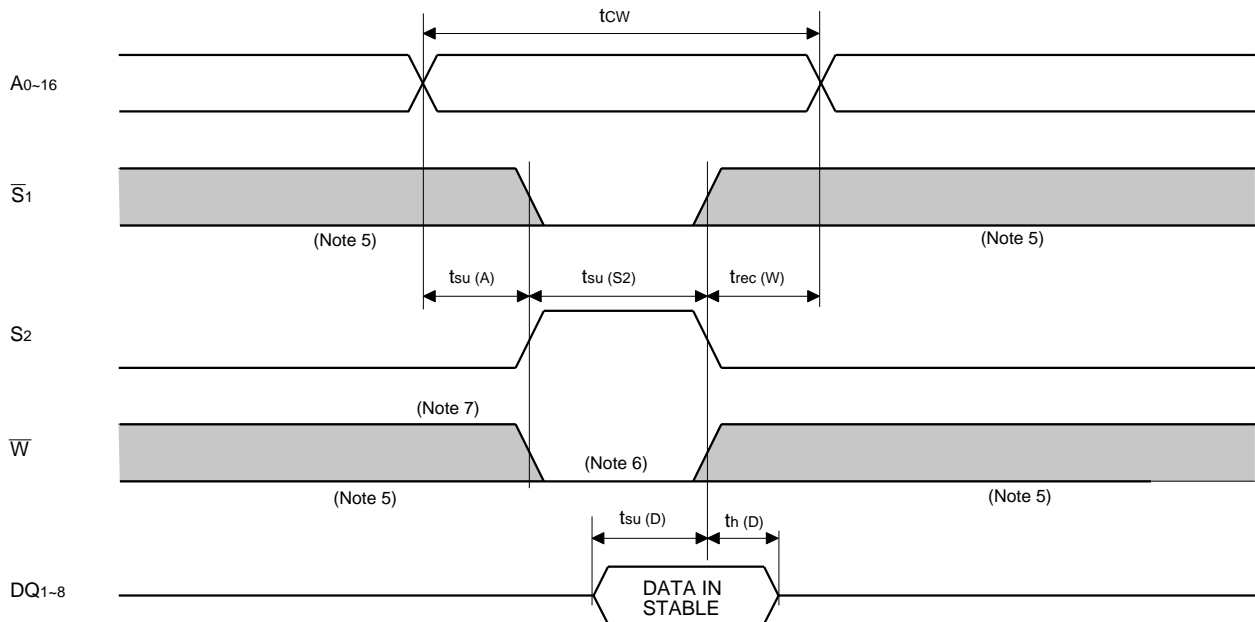 tCW
A0~16
S1
(Note 5) (Note 5)
tsu (A) tsu (S2) trec (W)
S2
(Note 7)
W
(Note 6)
(Note 5) (Note 5)
tsu (D) th (D)
DQ1~8
DATA IN
STABLE